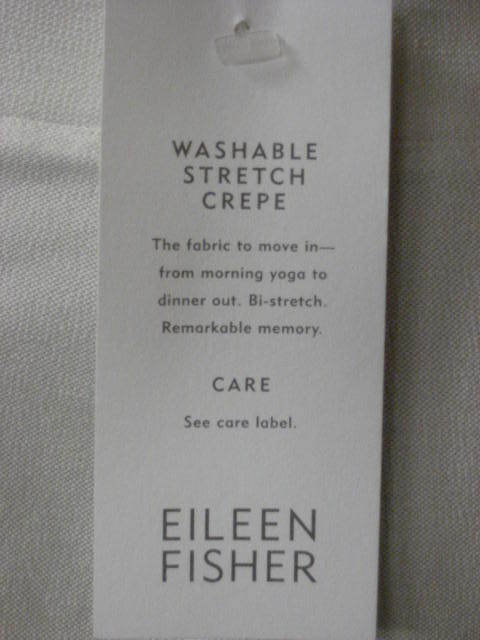 WASHABLE
STRETCH
CREPE
The fabric to move in—
from morning yoga to
dinner out. Bi-stretch.
Remarkable memory.
CARE
See care label.
EILEEN
FISHER